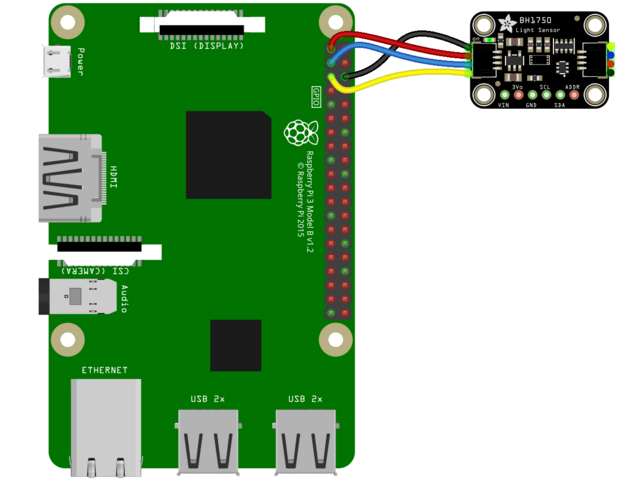 DSI (DISPLAY)
Power
HDMI
GPIO
Raspberry Pi 3 Model B v1.2
© Raspberry Pi 2015
CSI (CAMERA)
Audio
ETHERNET
USB 2x
USB 2x
BH1750
Light Sensor
3Vo
SCL
ADDR
VIN
GND
SDA